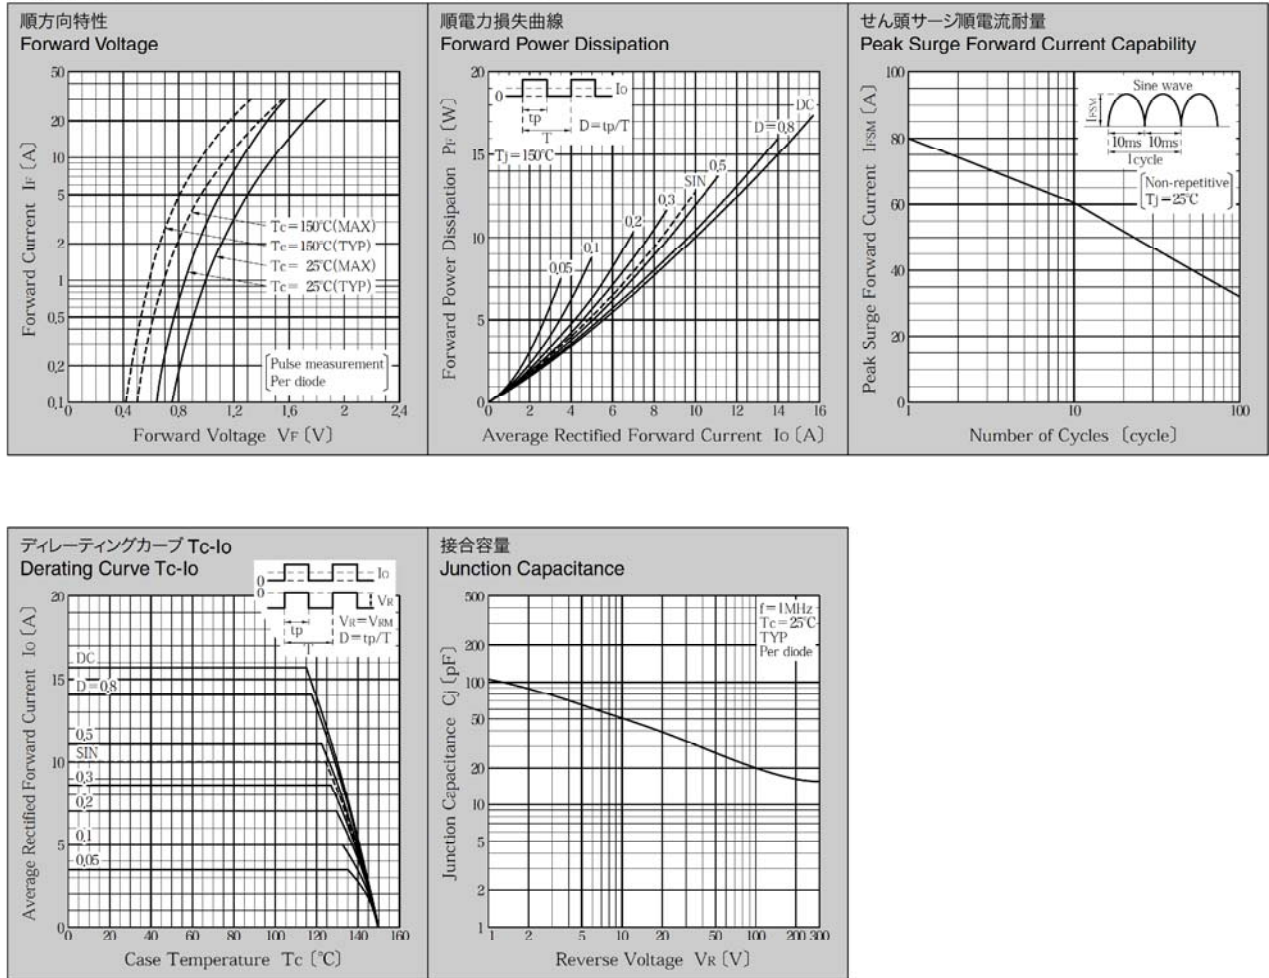 順方向特性
Forward Voltage
50
20
10
5
2
1
0.5
0.2
0.1
0
0.4
0.8
1.2
1.6
2
2.4
Forward Current IF [A]
Tc=150℃(MAX)
Tc=150℃(TYP)
Tc= 25℃(MAX)
Tc= 25℃(TYP)
Pulse measurement
Per diode
Forward Voltage VF [V]
順電力損失曲線
Forward Power Dissipation
20
15
10
5
0
0
2
4
6
8
10
12
14
16
Forward Power Dissipation PF [W]
0
Io
tp
T
D=tp/T
Tj=150℃
DC
D=0.8
0.5
SIN
0.3
0.2
0.1
0.05
Average Rectified Forward Current Io [A]
せん頭サージ順電流耐量
Peak Surge Forward Current Capability
100
80
60
40
20
0
1
10
100
Peak Surge Forward Current IFSM [A]
Sine wave
IFSM
10ms 10ms
1cycle
Non-repetitive
Tj=25℃
Number of Cycles [cycle]
ディレーティングカーブ Tc-Io
Derating Curve Tc-Io
20
15
10
5
0
0
20
40
60
80
100
120
140
160
Average Rectified Forward Current Io [A]
0
Io
0
VR
tp
T
VR=VRM
D=tp/T
DC
D=0.8
0.5
SIN
0.3
0.2
0.1
0.05
Case Temperature Tc [℃]
接合容量
Junction Capacitance
500
200
100
50
20
10
5
2
1
1
2
5
10
20
50
100
200 300
Junction Capacitance Cj [pF]
f=1MHz
Tc=25℃
TYP
Per diode
Reverse Voltage VR [V]